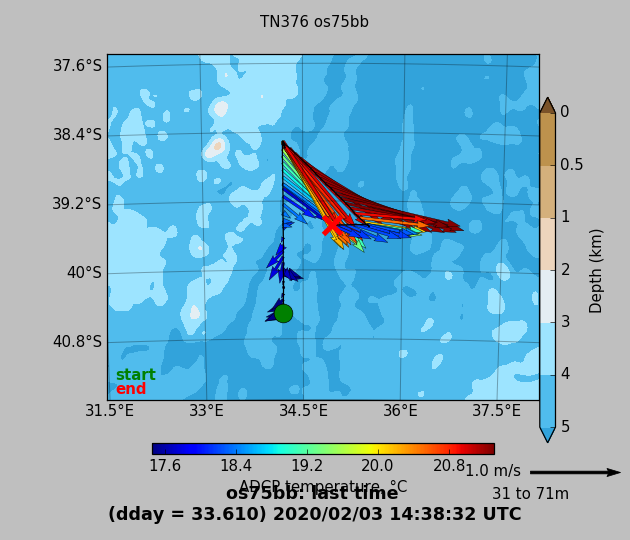 TN376 os75bb
37.6°S
38.4°S
39.2°S
40°S
40.8°S
31.5°E
33°E
34.5°E
36°E
37.5°E
start
end
0
0.5
1
2
3
4
5
Depth (km)
17.6
18.4
19.2
20.0
20.8
ADCP temperature, °C
1.0 m/s
31 to 71m
os75bb: last time
(dday = 33.610) 2020/02/03 14:38:32 UTC